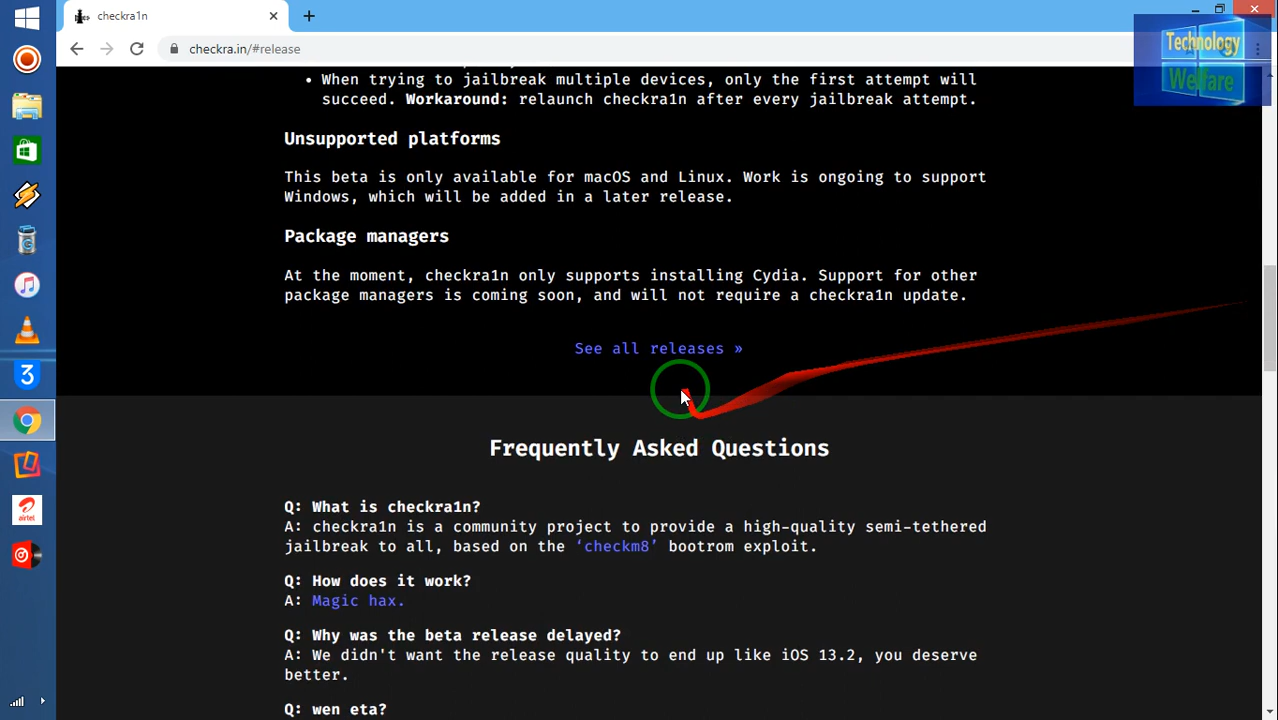 checkra1n
checkra.in/#release
Technology
Welfare
• When trying to jailbreak multiple devices, only the first attempt will
succeed. Workaround: relaunch checkra1n after every jailbreak attempt.
Unsupported platforms
This beta is only available for macOS and Linux. Work is ongoing to support
Windows, which will be added in a later release.
Package managers
At the moment, checkra1n only supports installing Cydia. Support for other
package managers is coming soon, and will not require a checkra1n update.
See all releases »
Frequently Asked Questions
Q: What is checkra1n?
A: checkra1n is a community project to provide a high-quality semi-tethered
jailbreak to all, based on the ‘checkm8’ bootrom exploit.
Q: How does it work?
A: Magic hax.
Q: Why was the beta release delayed?
A: We didn't want the release quality to end up like iOS 13.2, you deserve
better.
Q: wen eta?
3
airtel